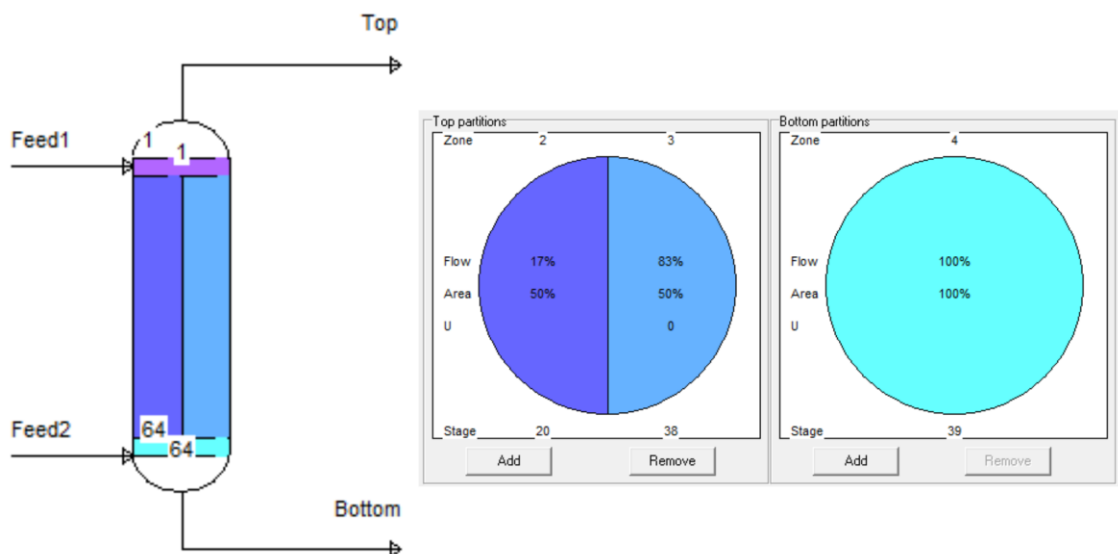 Top
Feed1
1
1
Feed2
64
64
Bottom
Top partitions
Zone 2 3
Flow 17% 83%
Area 50% 50%
U 0
Stage 20 38
Add Remove
Bottom partitions
Zone 4
Flow 100%
Area 100%
U
Stage 39
Add Remove